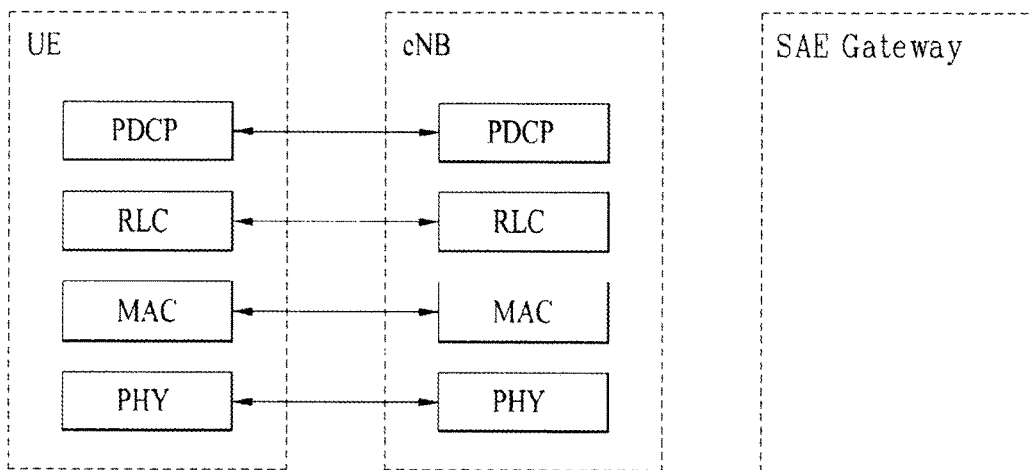 UE cNB SAE Gateway
PDCP PDCP
RLC RLC
MAC MAC
PHY PHY